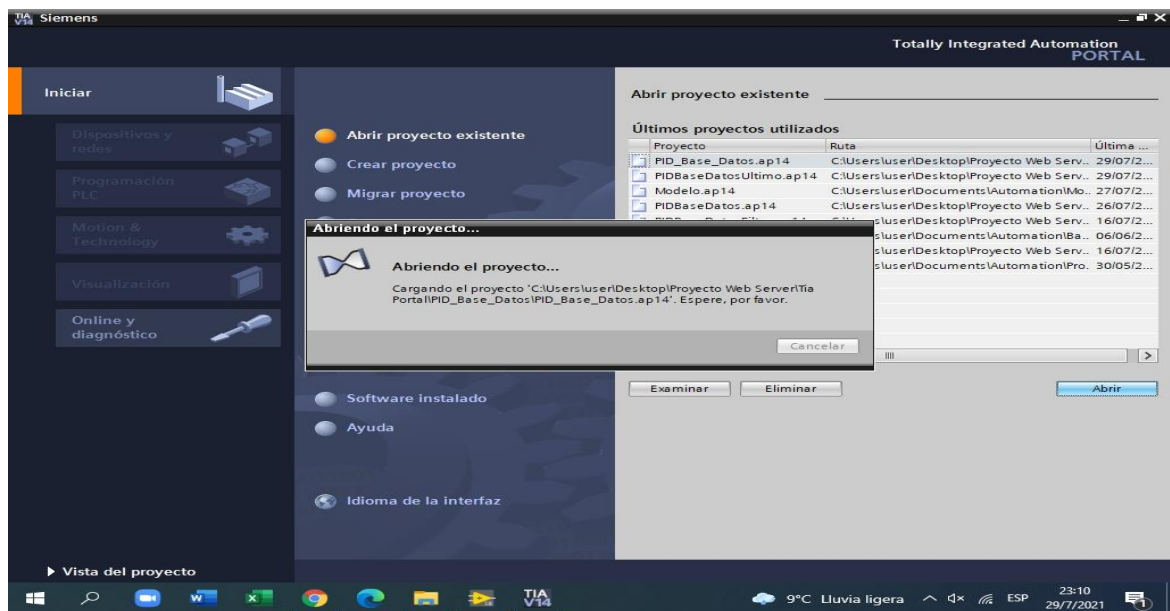 TIA V14 Siemens
Totally Integrated Automation
PORTAL
Iniciar
Dispositivos y
redes
Programación
PLC
Motion &
Technology
Visualización
Online y
diagnóstico
Vista del proyecto
Abrir proyecto existente
Crear proyecto
Migrar proyecto
Software instalado
Ayuda
Idioma de la interfaz
Abrir proyecto existente
Últimos proyectos utilizados
Proyecto Ruta Última ...
PID_Base_Datos.ap14 C:\Users\user\Desktop\Proyecto Web Serv.. 29/07/2...
PIDBaseDatosUltimo.ap14 C:\Users\user\Desktop\Proyecto Web Serv.. 29/07/2...
Modelo.ap14 C:\Users\user\Documents\Automation\Mo.. 27/07/2...
PIDBaseDatos.ap14 C:\Users\user\Desktop\Proyecto Web Serv.. 26/07/2...
Desktop\Proyecto Web Serv.. 16/07/2...
s\user\Documents\Automation\Ba.. 06/06/2...
s\user\Desktop\Proyecto Web Serv.. 16/07/2...
s\user\Documents\Automation\Pro. 30/05/2...
Examinar Eliminar Abrir
Abriendo el proyecto...
Abriendo el proyecto...
Cargando el proyecto 'C:\Users\user\Desktop\Proyecto Web Server\Tia
Portal\PID_Base_Datos\PID_Base_Datos.ap14'. Espere, por favor.
Cancelar
TIA V14
9°C Lluvia ligera ESP 23:10
29/7/2021
1